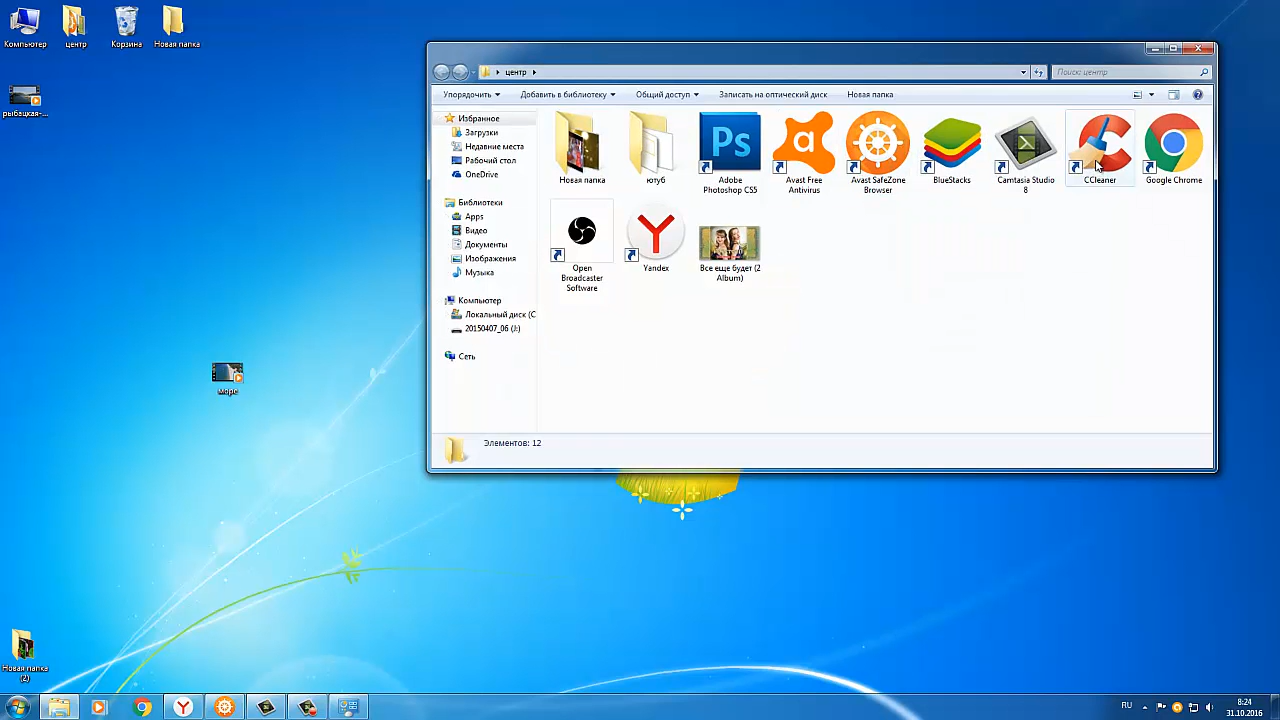 Компьютер
центр
Корзина
Новая папка
рыбацкая-...
море
Новая папка
(2)
центр
Поиск: центр
Упорядочить
Добавить в библиотеку
Общий доступ
Записать на оптический диск
Новая папка
Избранное
Загрузки
Недавние места
Рабочий стол
OneDrive
Библиотеки
Apps
Видео
Документы
Изображения
Музыка
Компьютер
Локальный диск (C
20150407_06 (I:)
Сеть
Новая папка
ютуб
Ps
Adobe
Photoshop CS5
a
Avast Free
Antivirus
Avast SafeZone
Browser
BlueStacks
Camtasia Studio
8
CCleaner
Google Chrome
Open
Broadcaster
Software
Yandex
Все еще будет (2
Album)
Элементов: 12
RU
8:24
31.10.2016